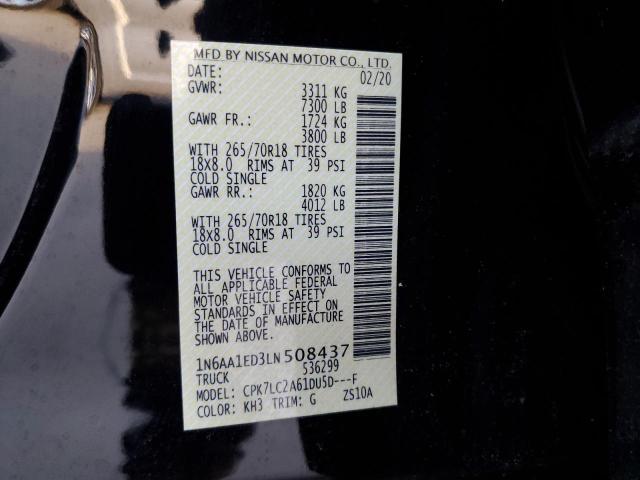 MFD BY NISSAN MOTOR CO., LTD.
DATE: 02/20
GVWR: 3311 KG
7300 LB
GAWR FR.: 1724 KG
3800 LB
WITH 265/70R18 TIRES
18X8.0 RIMS AT 39 PSI
COLD SINGLE
GAWR RR.: 1820 KG
4012 LB
WITH 265/70R18 TIRES
18X8.0 RIMS AT 39 PSI
COLD SINGLE
THIS VEHICLE CONFORMS TO
ALL APPLICABLE FEDERAL
MOTOR VEHICLE SAFETY
STANDARDS IN EFFECT ON
THE DATE OF MANUFACTURE
SHOWN ABOVE.
1N6AA1ED3LN508437
TRUCK 536299
MODEL: CPK7LC2A61DU5D---F
COLOR: KH3 TRIM: G ZS10A